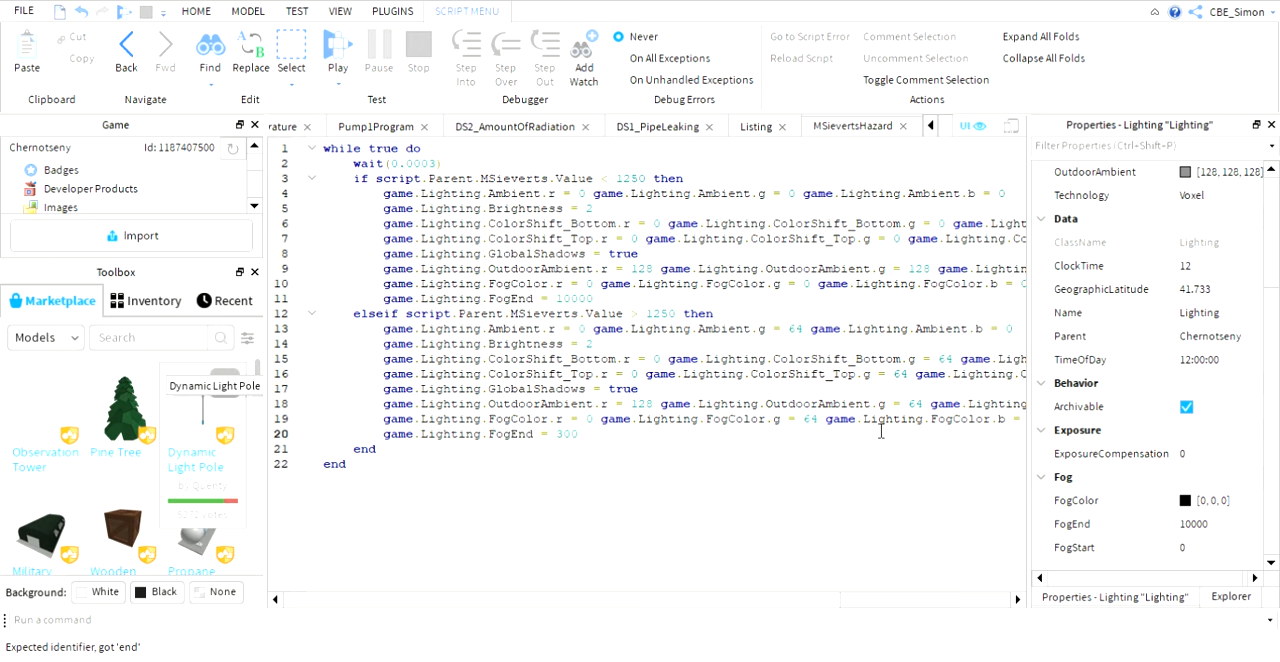 FILE HOME MODEL TEST VIEW PLUGINS SCRIPT MENU CBE_Simon
Paste Cut Copy Back Fwd Find Replace Select Play Pause Stop Step Into Step Over Step Out Add Watch
Never
On All Exceptions
On Unhandled Exceptions
Go to Script Error Comment Selection Expand All Folds
Reload Script Uncomment Selection Collapse All Folds
Toggle Comment Selection
Clipboard Navigate Edit Test Debugger Debug Errors Actions
Game
Chernotseny Id: 1187407500
Badges
Developer Products
Images
Import
Toolbox
Marketplace Inventory Recent
Models Search
Dynamic Light Pole
Observation Tower
Pine Tree
Dynamic Light Pole
by Quenty
5272 votes
Military Wooden Propane
Background: White Black None
rature Pump1Program DS2_AmountOfRadiation DS1_PipeLeaking Listing MSievertsHazard UI
1 while true do
2 wait(0.0003)
3 if script.Parent.MSieverts.Value < 1250 then
4 game.Lighting.Ambient.r = 0 game.Lighting.Ambient.g = 0 game.Lighting.Ambient.b = 0
5 game.Lighting.Brightness = 2
6 game.Lighting.ColorShift_Bottom.r = 0 game.Lighting.ColorShift_Bottom.g = 0 game.Light
7 game.Lighting.ColorShift_Top.r = 0 game.Lighting.ColorShift_Top.g = 0 game.Lighting.Co
8 game.Lighting.GlobalShadows = true
9 game.Lighting.OutdoorAmbient.r = 128 game.Lighting.OutdoorAmbient.g = 128 game.Lightin
10 game.Lighting.FogColor.r = 0 game.Lighting.FogColor.g = 0 game.Lighting.FogColor.b = 0
11 game.Lighting.FogEnd = 10000
12 elseif script.Parent.MSieverts.Value > 1250 then
13 game.Lighting.Ambient.r = 0 game.Lighting.Ambient.g = 64 game.Lighting.Ambient.b = 0
14 game.Lighting.Brightness = 2
15 game.Lighting.ColorShift_Bottom.r = 0 game.Lighting.ColorShift_Bottom.g = 64 game.Ligh
16 game.Lighting.ColorShift_Top.r = 0 game.Lighting.ColorShift_Top.g = 64 game.Lighting.C
17 game.Lighting.GlobalShadows = true
18 game.Lighting.OutdoorAmbient.r = 128 game.Lighting.OutdoorAmbient.g = 64 game.Lighting
19 game.Lighting.FogColor.r = 0 game.Lighting.FogColor.g = 64 game.Lighting.FogColor.b =
20 game.Lighting.FogEnd = 300
21 end
22 end
Properties - Lighting "Lighting"
Filter Properties (Ctrl+Shift+P)
OutdoorAmbient [128, 128, 128]
Technology Voxel
Data
ClassName Lighting
ClockTime 12
GeographicLatitude 41.733
Name Lighting
Parent Chernotseny
TimeOfDay 12:00:00
Behavior
Archivable
Exposure
ExposureCompensation 0
Fog
FogColor [0, 0, 0]
FogEnd 10000
FogStart 0
Properties - Lighting "Lighting" Explorer
Run a command
Expected identifier, got 'end'